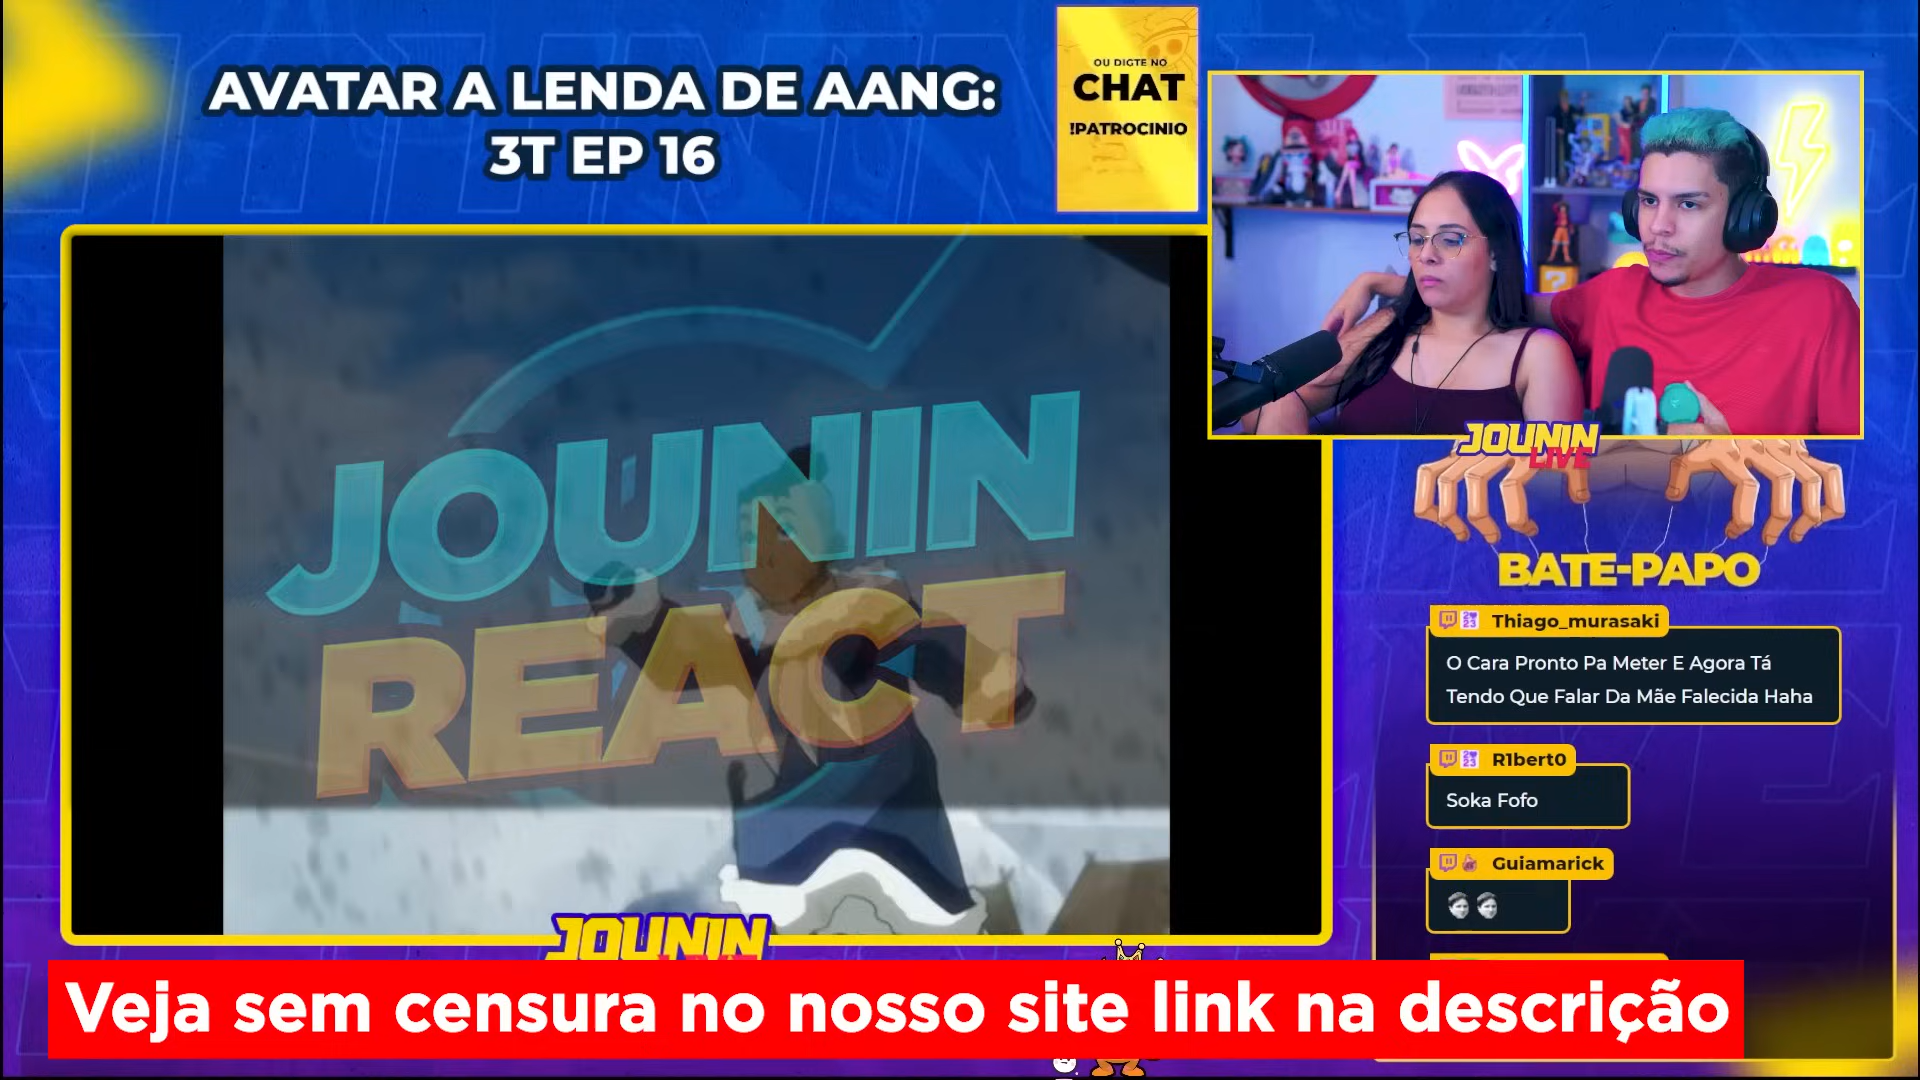 AVATAR A LENDA DE AANG:
3T EP 16
OU DIGTE NO
CHAT
!PATROCINIO
JOUNIN
REACT
JOUNIN
LIVE
BATE-PAPO
Thiago_murasaki
O Cara Pronto Pa Meter E Agora Tá
Tendo Que Falar Da Mãe Falecida Haha
R1bert0
Soka Fofo
Guiamarick
JOUNIN
Veja sem censura no nosso site link na descrição